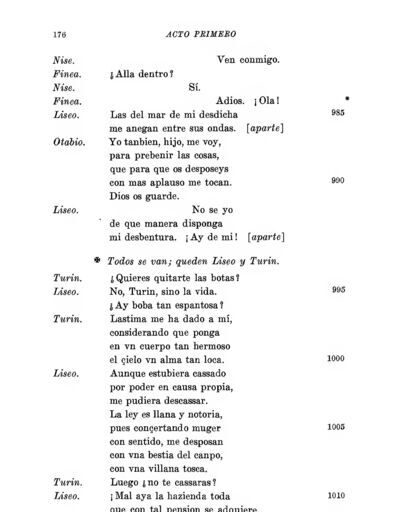 176 ACTO PRIMERO
Nise. Ven conmigo.
Finea. ¿Alla dentro?
Nise. Sí.
Finea. Adios. ¡Ola! *
Liseo. Las del mar de mi desdicha 985
me anegan entre sus ondas. [aparte]
Otabio. Yo tanbien, hijo, me voy,
para prebenir las cosas,
que para que os desposeys
con mas aplauso me tocan. 990
Dios os guarde.
Liseo. No se yo
de que manera disponga
mi desbentura. ¡Ay de mi! [aparte]
✠ Todos se van; queden Liseo y Turin.
Turin. ¿Quieres quitarte las botas?
Liseo. No, Turin, sino la vida. 995
¿Ay boba tan espantosa?
Turin. Lastima me ha dado a mí,
considerando que ponga
en vn cuerpo tan hermoso
el çielo vn alma tan loca. 1000
Liseo. Aunque estubiera cassado
por poder en causa propia,
me pudiera descassar.
La ley es llana y notoria,
pues conçertando muger 1005
con sentido, me desposan
con vna bestia del canpo,
con vna villana tosca.
Turin. Luego ¿no te cassaras?
Liseo. ¡Mal aya la hazienda toda 1010
que con tal pension se adquiere,